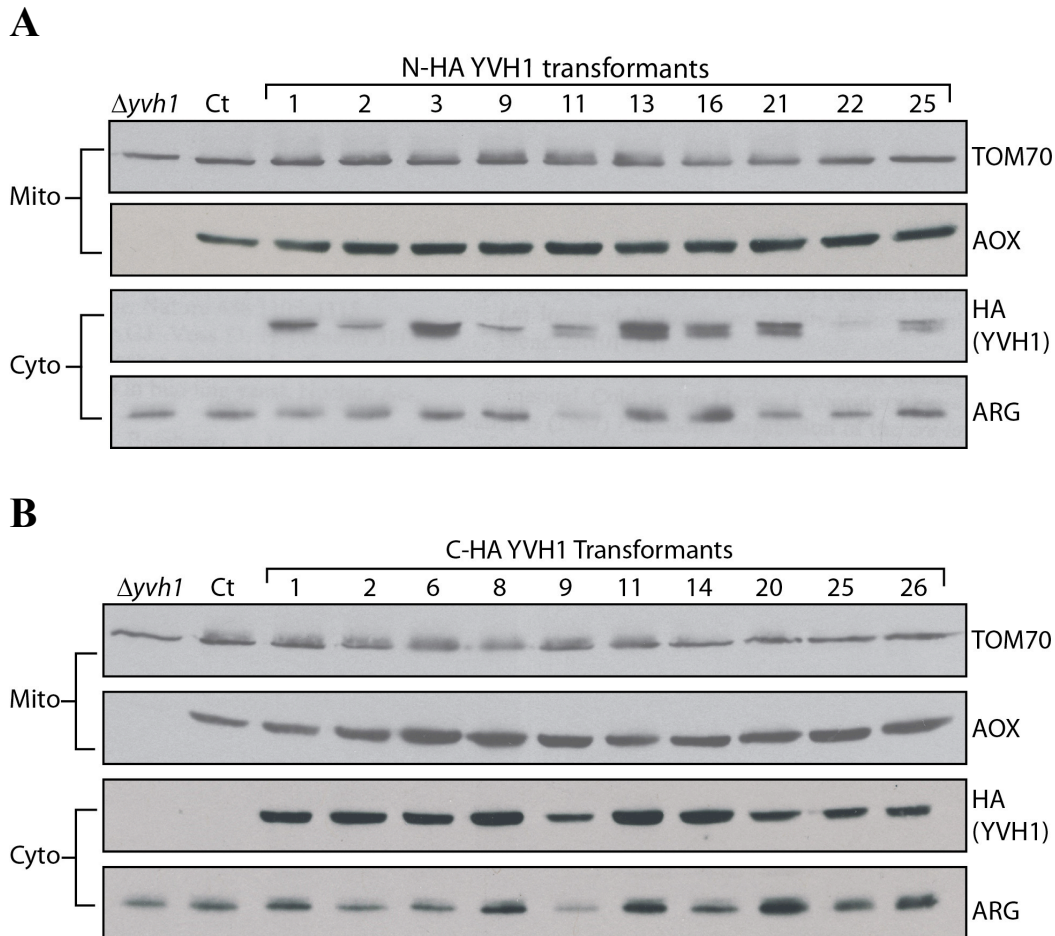 A
N-HA YVH1 transformants
Δyvh1 Ct 1 2 3 9 11 13 16 21 22 25
TOM70
Mito
AOX
HA
(YVH1)
Cyto
ARG
B
C-HA YVH1 Transformants
Δyvh1 Ct 1 2 6 8 9 11 14 20 25 26
TOM70
Mito
AOX
HA
(YVH1)
Cyto
ARG